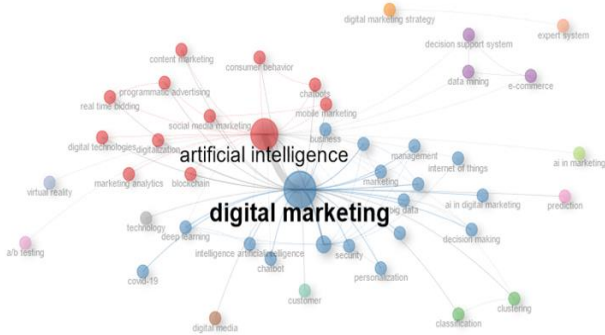 digital marketing strategy
expert system
decision support system
content marketing
consumer behavior
data mining
e-commerce
programmatic advertising
chatbots
real time bidding
mobile marketing
social media marketing
business
digital technologies
digitalization
management
artificial intelligence
internet of things
ai in marketing
marketing
virtual reality
marketing analytics
blockchain
big data
ai in digital marketing
prediction
digital marketing
technology
deep learning
decision making
a/b testing
intelligence artificial intelligence
security
chatbot
covid-19
personalization
customer
clustering
classification
digital media